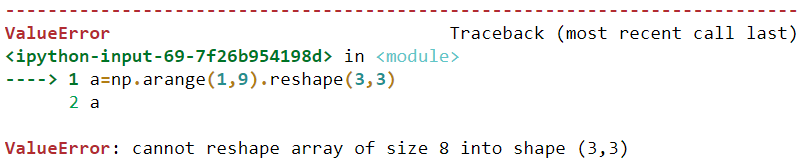 ---------------------------------------------------------------------------
ValueError                                Traceback (most recent call last)
<ipython-input-69-7f26b954198d> in <module>
----> 1 a=np.arange(1,9).reshape(3,3)
      2 a
ValueError: cannot reshape array of size 8 into shape (3,3)